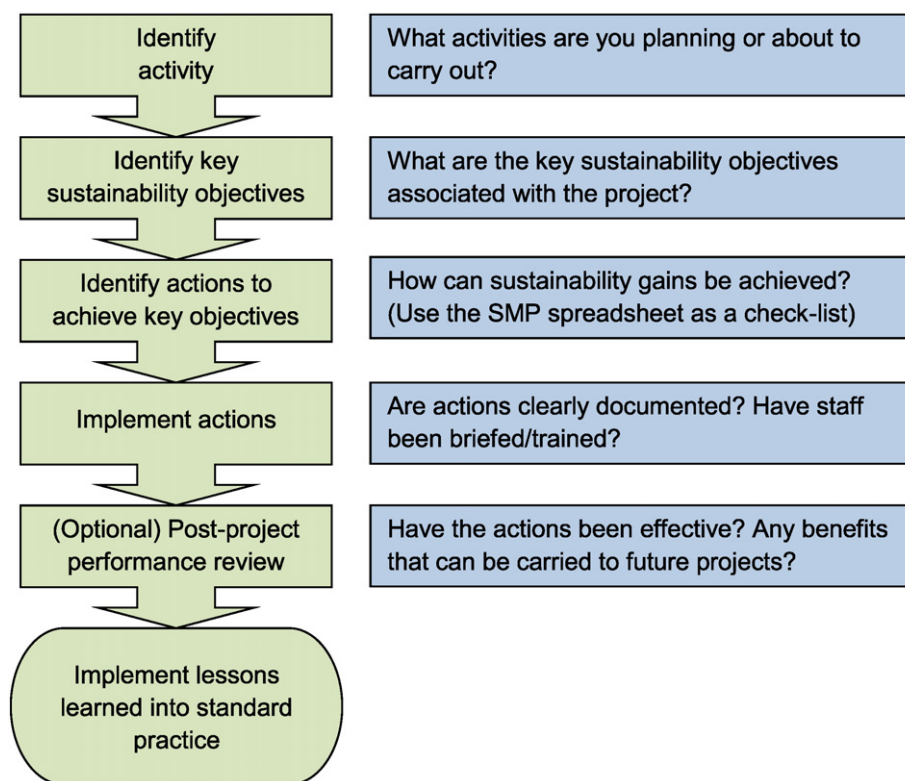 Identify
activity
What activities are you planning or about to
carry out?
Identify key
sustainability objectives
What are the key sustainability objectives
associated with the project?
Identify actions to
achieve key objectives
How can sustainability gains be achieved?
(Use the SMP spreadsheet as a check-list)
Implement actions
Are actions clearly documented? Have staff
been briefed/trained?
(Optional) Post-project
performance review
Have the actions been effective? Any benefits
that can be carried to future projects?
Implement lessons
learned into standard
practice